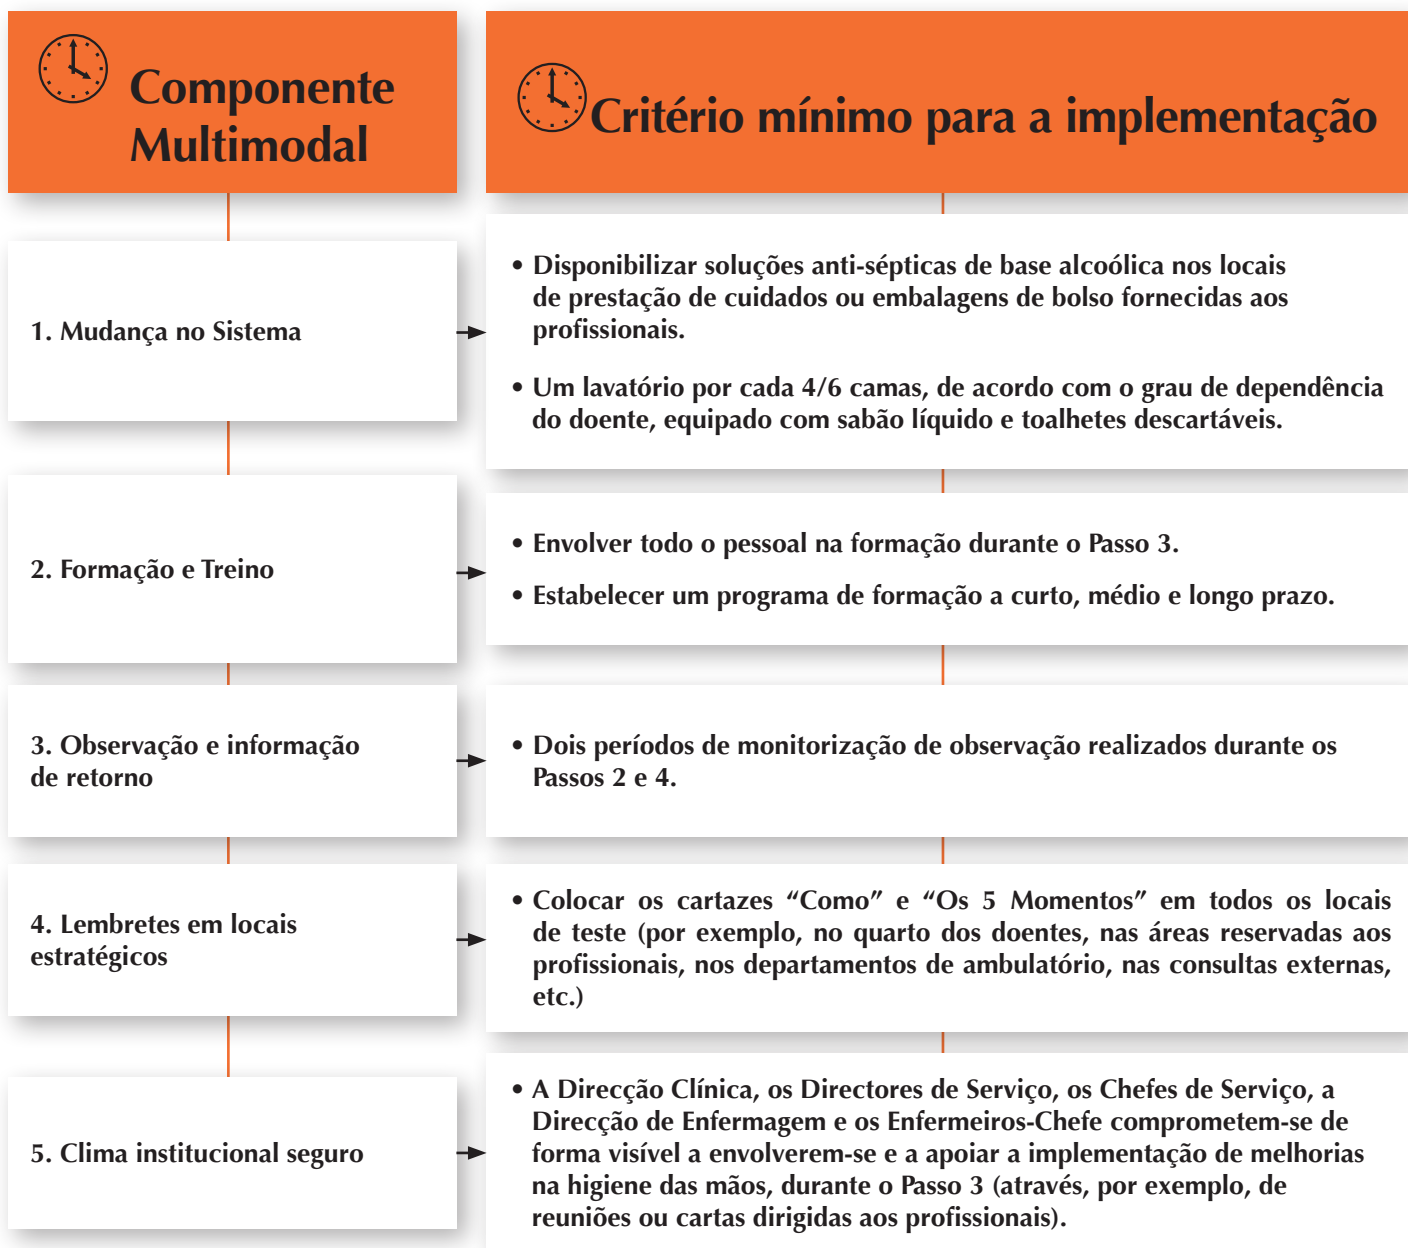 Componente
Multimodal
Critério mínimo para a implementação
1. Mudança no Sistema
• Disponibilizar soluções anti-sépticas de base alcoólica nos locais
de prestação de cuidados ou embalagens de bolso fornecidas aos
profissionais.
• Um lavatório por cada 4/6 camas, de acordo com o grau de dependência
do doente, equipado com sabão líquido e toalhetes descartáveis.
2. Formação e Treino
• Envolver todo o pessoal na formação durante o Passo 3.
• Estabelecer um programa de formação a curto, médio e longo prazo.
3. Observação e informação
de retorno
• Dois períodos de monitorização de observação realizados durante os
Passos 2 e 4.
4. Lembretes em locais
estratégicos
• Colocar os cartazes “Como” e “Os 5 Momentos” em todos os locais
de teste (por exemplo, no quarto dos doentes, nas áreas reservadas aos
profissionais, nos departamentos de ambulatório, nas consultas externas,
etc.)
5. Clima institucional seguro
• A Direcção Clínica, os Directores de Serviço, os Chefes de Serviço, a
Direcção de Enfermagem e os Enfermeiros-Chefe comprometem-se de
forma visível a envolverem-se e a apoiar a implementação de melhorias
na higiene das mãos, durante o Passo 3 (através, por exemplo, de
reuniões ou cartas dirigidas aos profissionais).